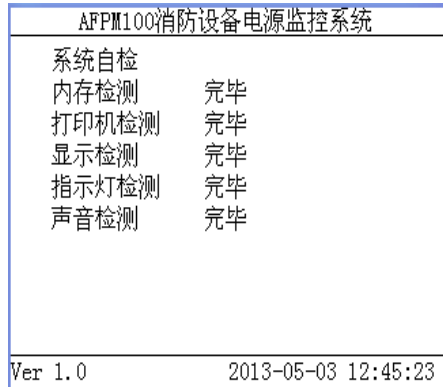 AFPM100消防设备电源监控系统
系统自检
内存检测 完毕
打印机检测 完毕
显示检测 完毕
指示灯检测 完毕
声音检测 完毕
Ver 1.0 2013-05-03 12:45:23